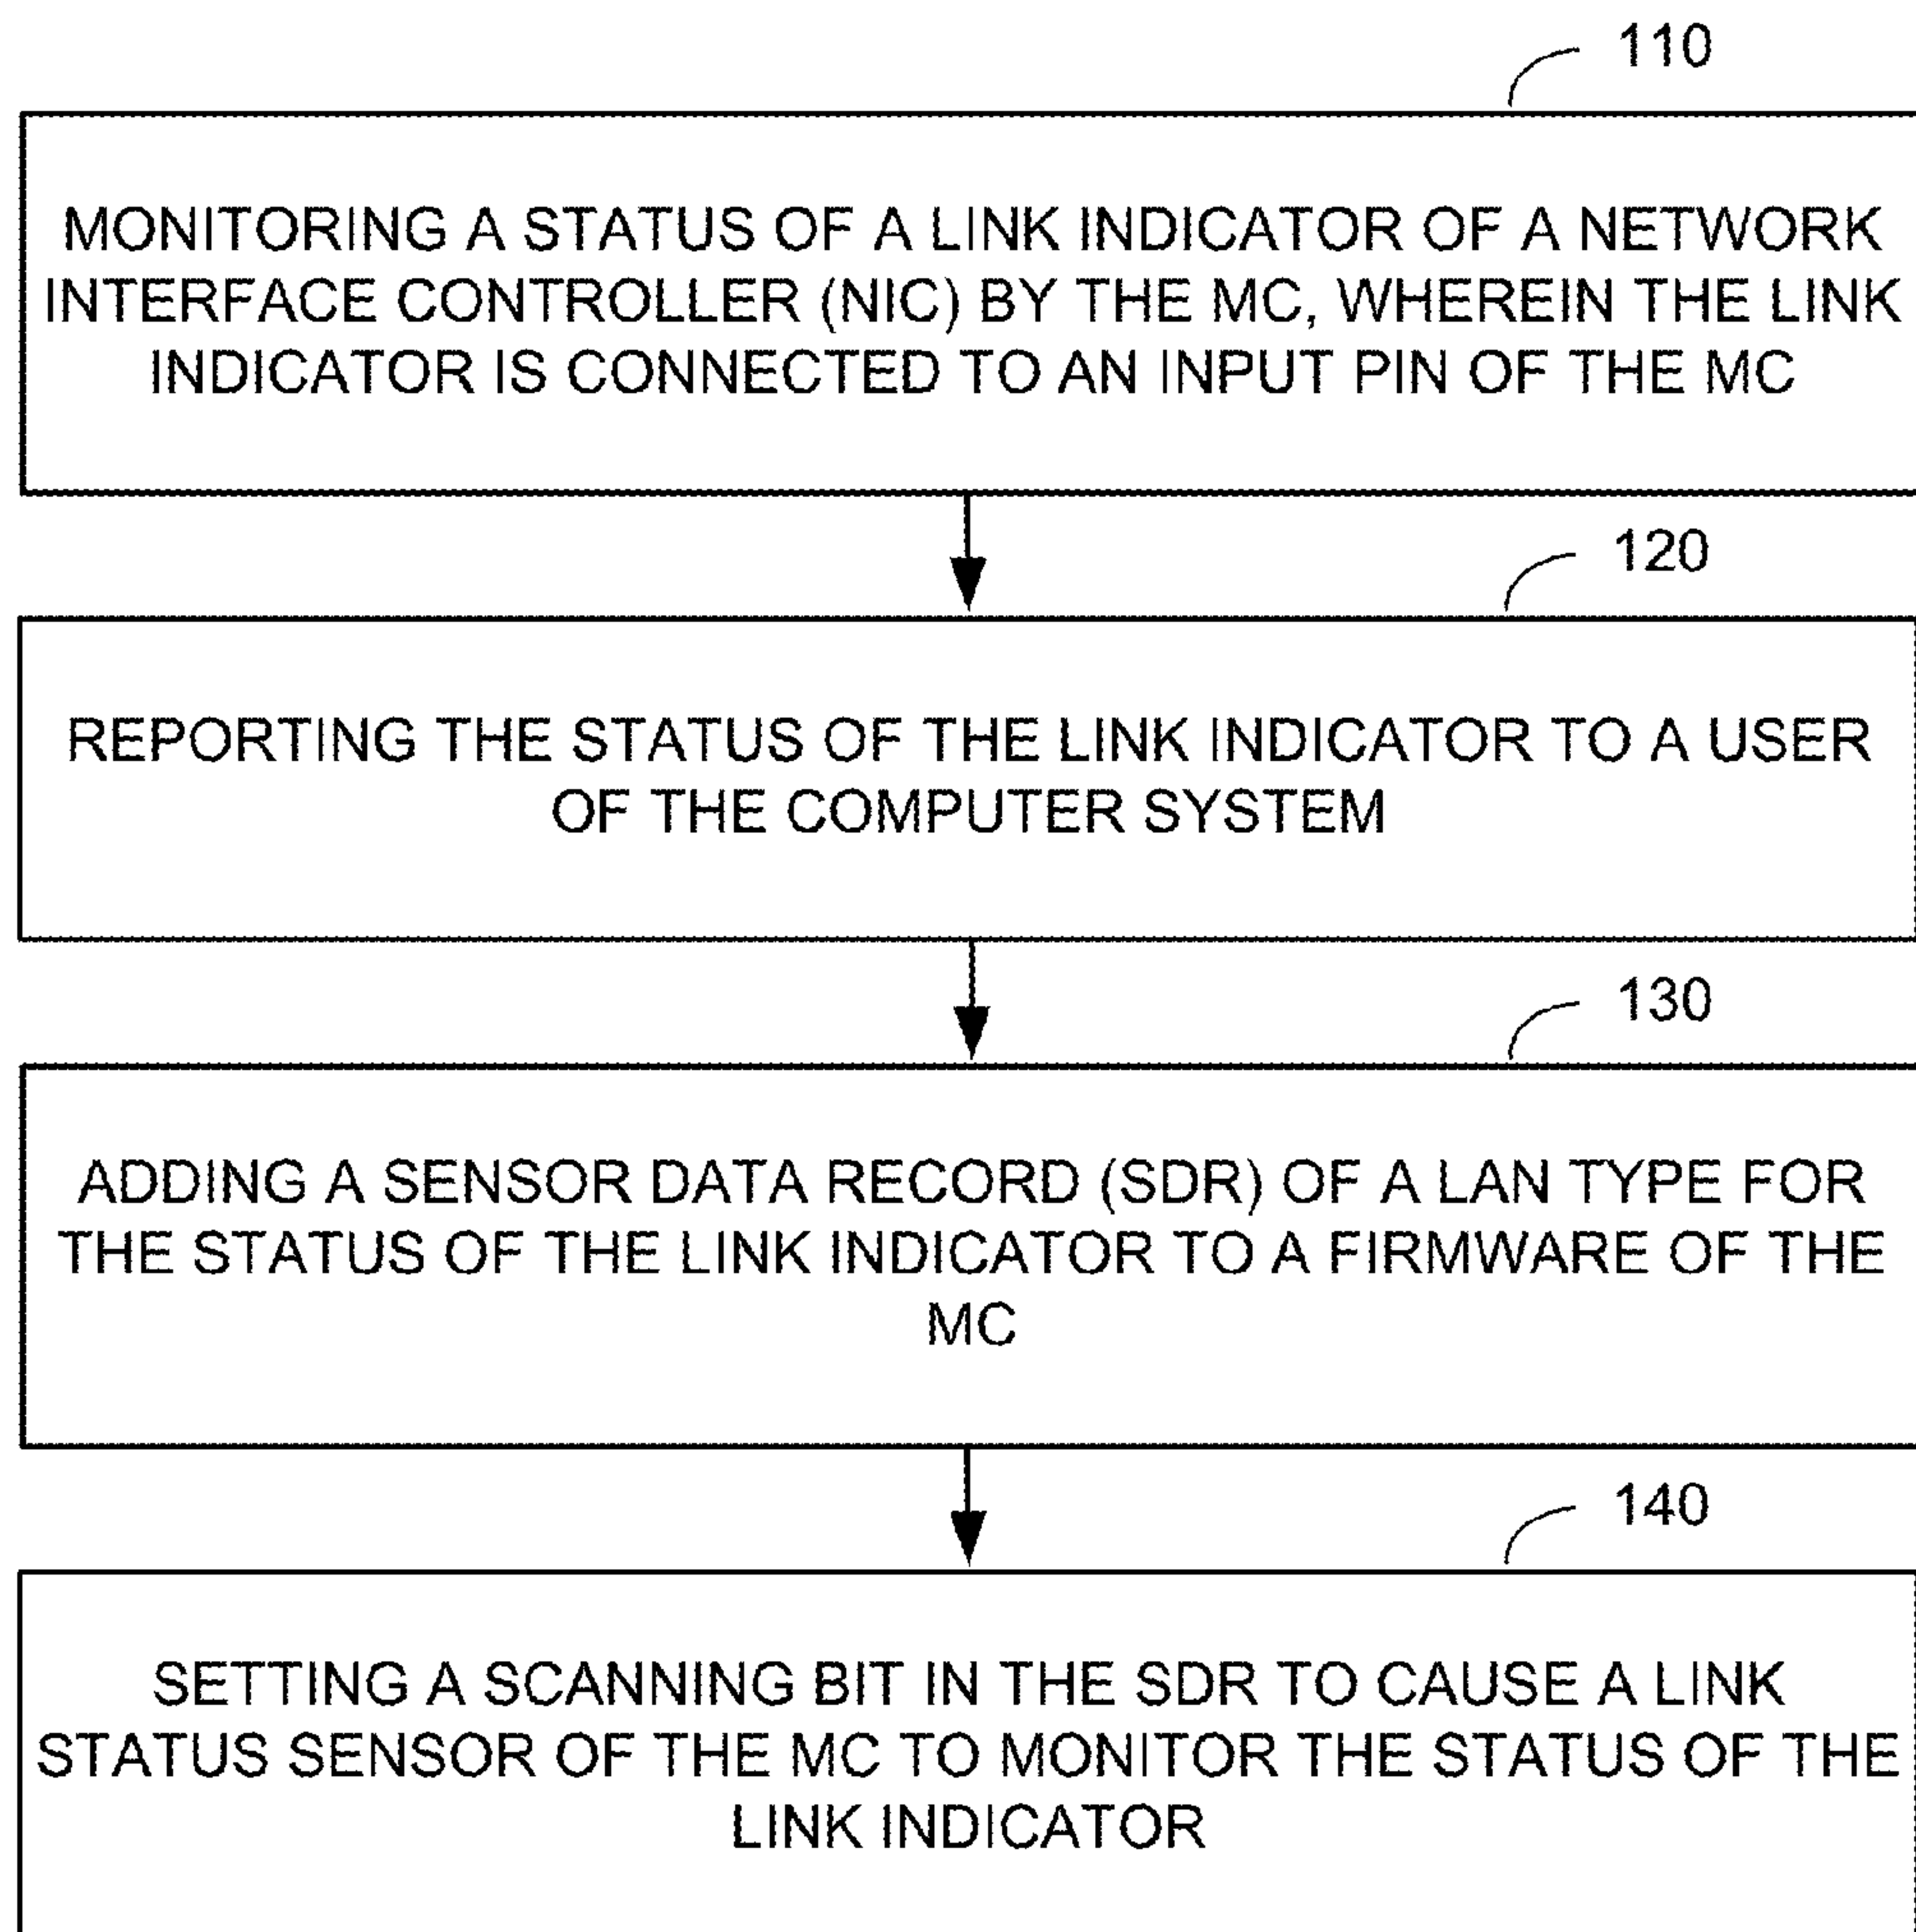 110
MONITORING A STATUS OF A LINK INDICATOR OF A NETWORK
INTERFACE CONTROLLER (NIC) BY THE MC, WHEREIN THE LINK
INDICATOR IS CONNECTED TO AN INPUT PIN OF THE MC
120
REPORTING THE STATUS OF THE LINK INDICATOR TO A USER
OF THE COMPUTER SYSTEM
130
ADDING A SENSOR DATA RECORD (SDR) OF A LAN TYPE FOR
THE STATUS OF THE LINK INDICATOR TO A FIRMWARE OF THE
MC
140
SETTING A SCANNING BIT IN THE SDR TO CAUSE A LINK
STATUS SENSOR OF THE MC TO MONITOR THE STATUS OF THE
LINK INDICATOR